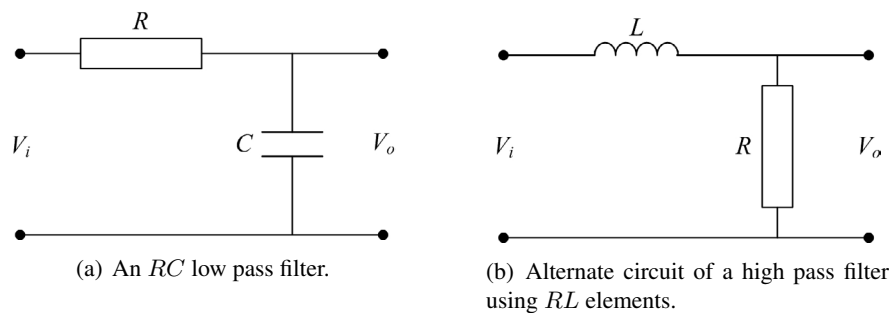 R
C
V_i
V_o
(a) An RC low pass filter.
L
R
V_i
V_o
(b) Alternate circuit of a high pass filter
using RL elements.